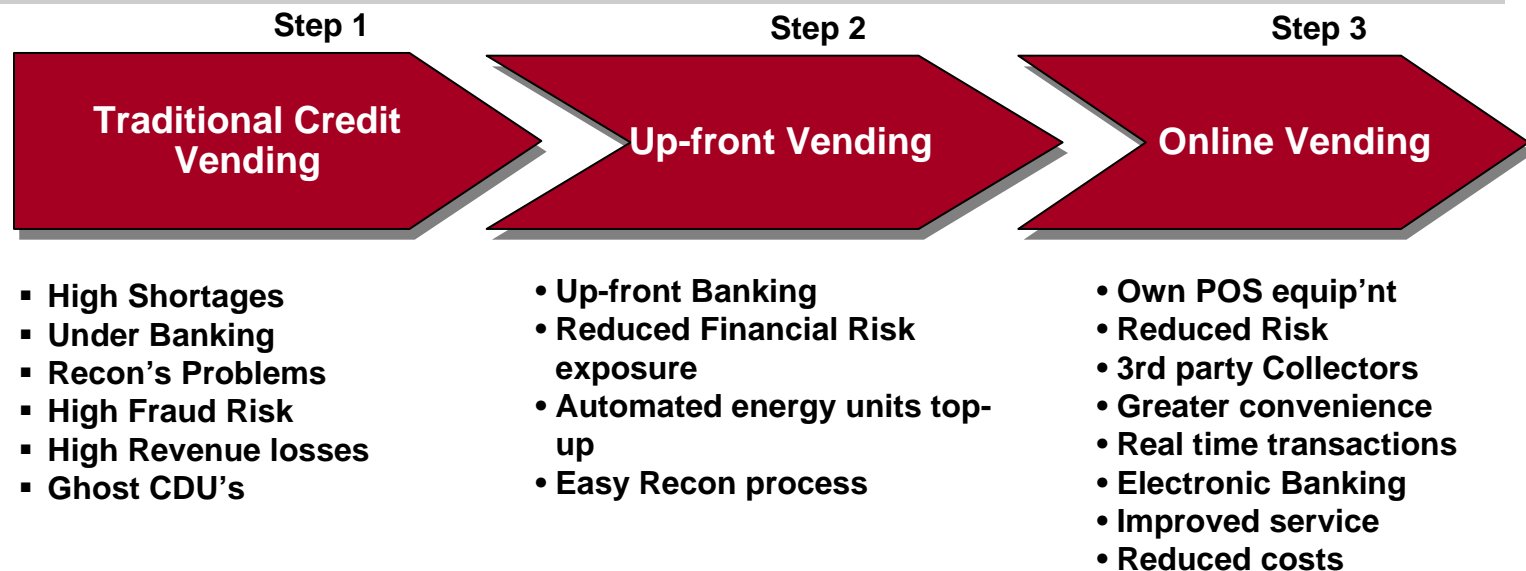 Step 1
Traditional Credit
Vending
▪ High Shortages
▪ Under Banking
▪ Recon's Problems
▪ High Fraud Risk
▪ High Revenue losses
▪ Ghost CDU's
Step 2
Up-front Vending
• Up-front Banking
• Reduced Financial Risk
exposure
• Automated energy units top-
up
• Easy Recon process
Step 3
Online Vending
• Own POS equip'nt
• Reduced Risk
• 3rd party Collectors
• Greater convenience
• Real time transactions
• Electronic Banking
• Improved service
• Reduced costs